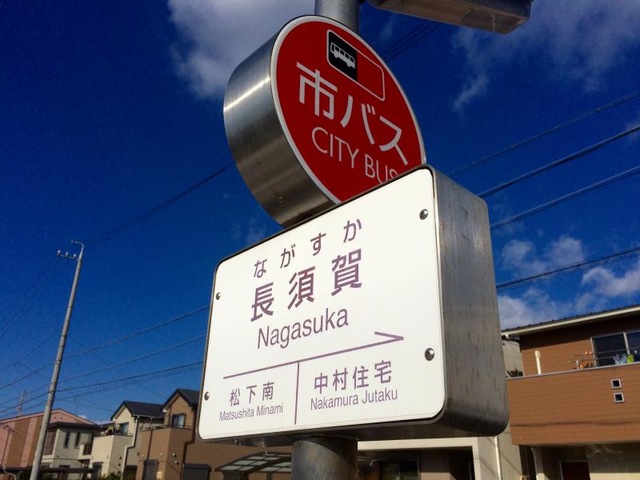 市バス
CITY BUS
ながすか
長須賀
Nagasuka
松下南
Matsushita Minami
中村住宅
Nakamura Jutaku